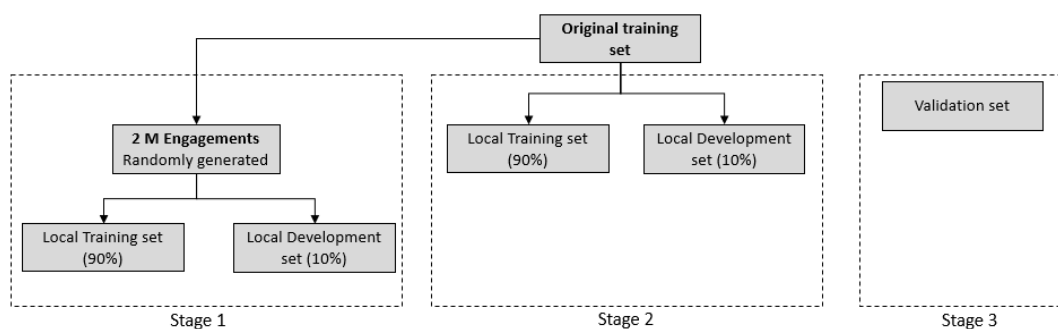 Original training
set
2 M Engagements
Randomly generated
Local Training set
(90%)
Local Development
set (10%)
Stage 1
Local Training set
(90%)
Local Development
set (10%)
Stage 2
Validation set
Stage 3